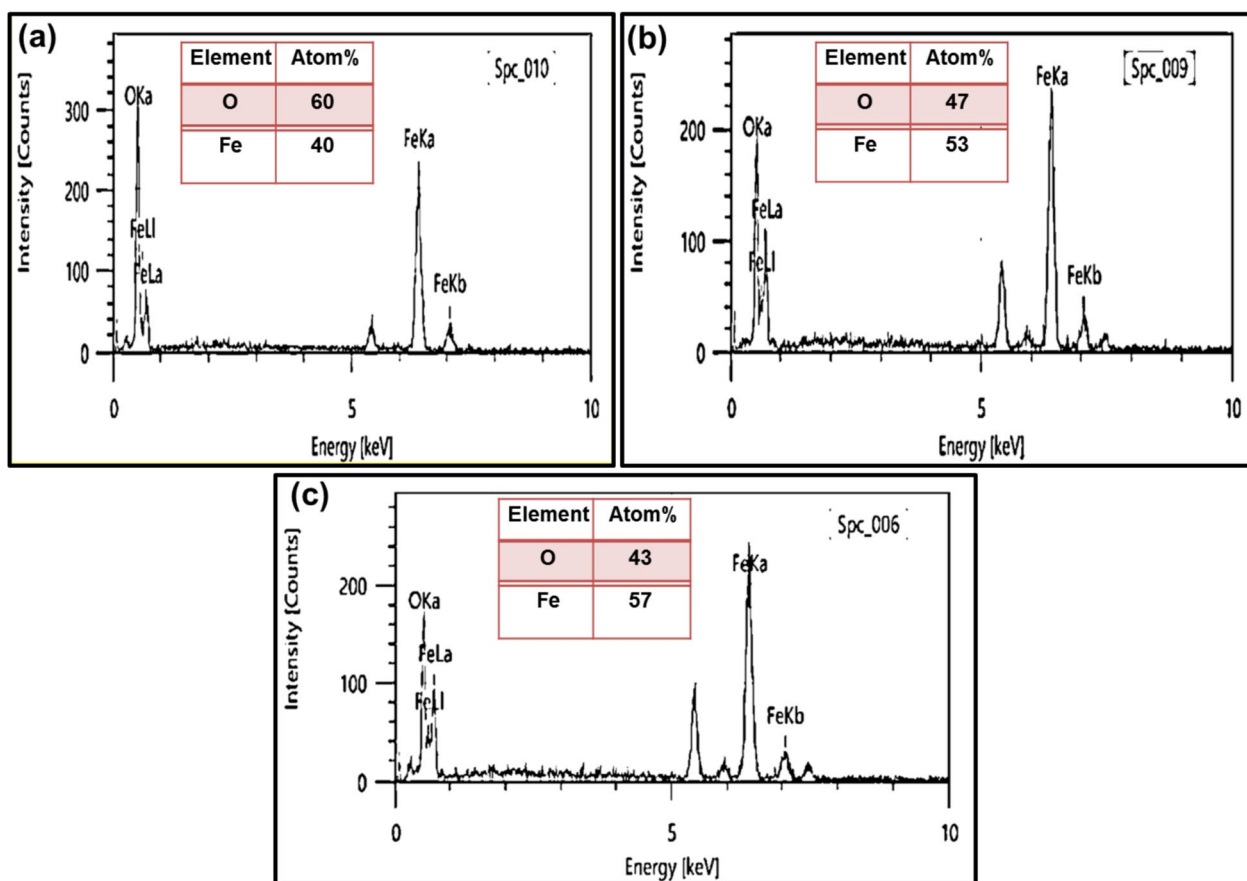 (a)
Element Atom%
O 60
Fe 40
Spc_010
Intensity [Counts]
300
200
100
0
OKa
FeLl
FeLa
FeKa
FeKb
0 5 10
Energy [keV]
(b)
Element Atom%
O 47
Fe 53
Spc_009
Intensity [Counts]
200
100
0
OKa
FeLa
FeLl
FeKa
FeKb
0 5 10
Energy [keV]
(c)
Element Atom%
O 43
Fe 57
Spc_006
Intensity [Counts]
200
100
0
OKa
FeLa
FeLl
FeKa
FeKb
0 5 10
Energy [keV]